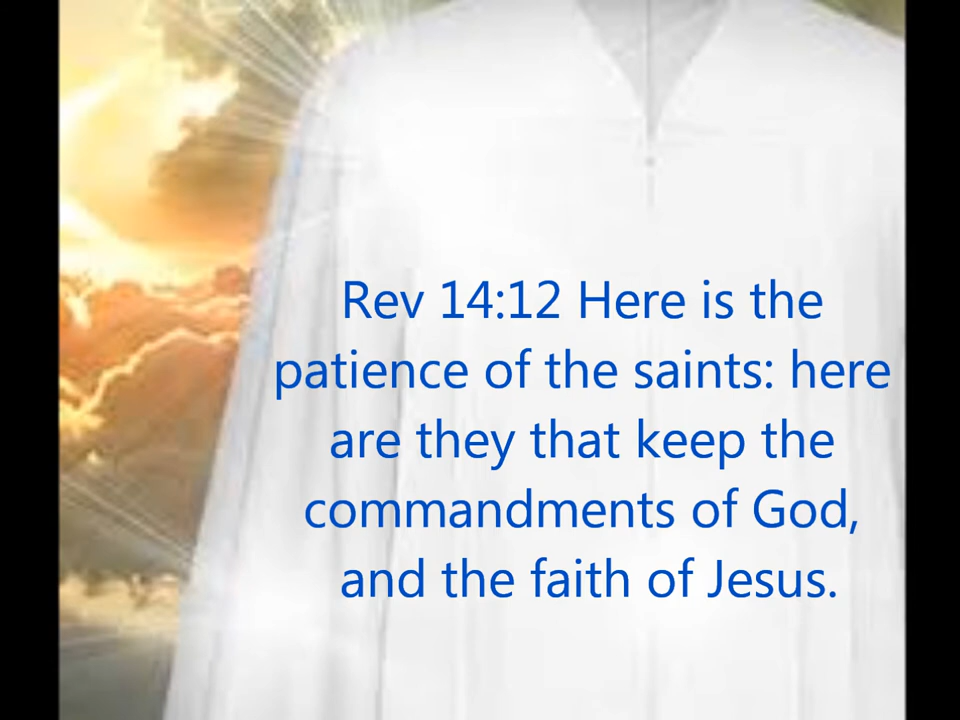 Rev 14:12 Here is the
patience of the saints: here
are they that keep the
commandments of God,
and the faith of Jesus.